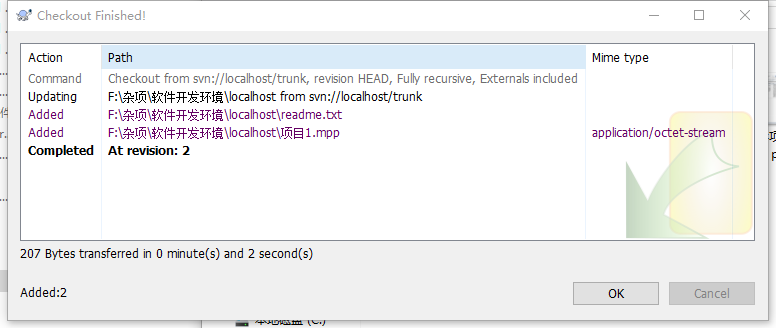 Checkout Finished!
Action Path Mime type
Command Checkout from svn://localhost/trunk, revision HEAD, Fully recursive, Externals included
Updating F:\杂项\软件开发环境\localhost from svn://localhost/trunk
Added F:\杂项\软件开发环境\localhost\readme.txt
Added F:\杂项\软件开发环境\localhost\项目1.mpp application/octet-stream
Completed At revision: 2
207 Bytes transferred in 0 minute(s) and 2 second(s)
Added:2
OK Cancel
本地磁盘 (C:)